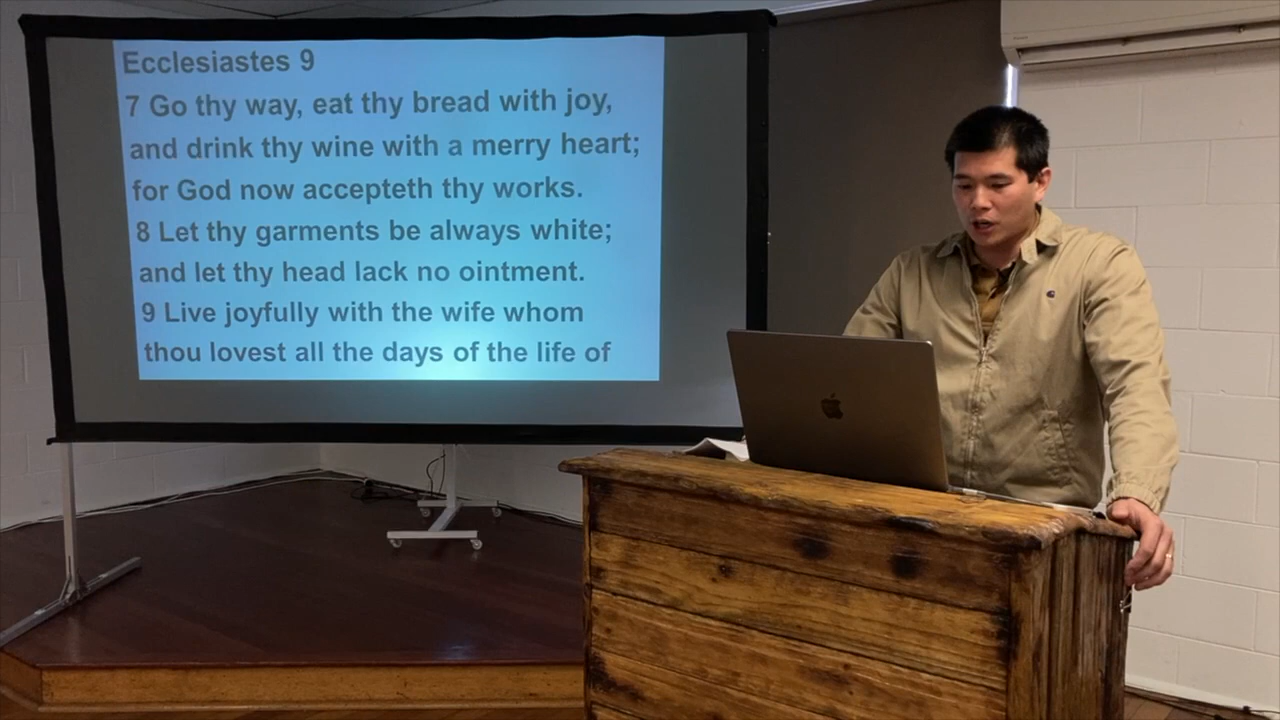 Ecclesiastes 9
7 Go thy way, eat thy bread with joy,
and drink thy wine with a merry heart;
for God now accepteth thy works.
8 Let thy garments be always white;
and let thy head lack no ointment.
9 Live joyfully with the wife whom
thou lovest all the days of the life of